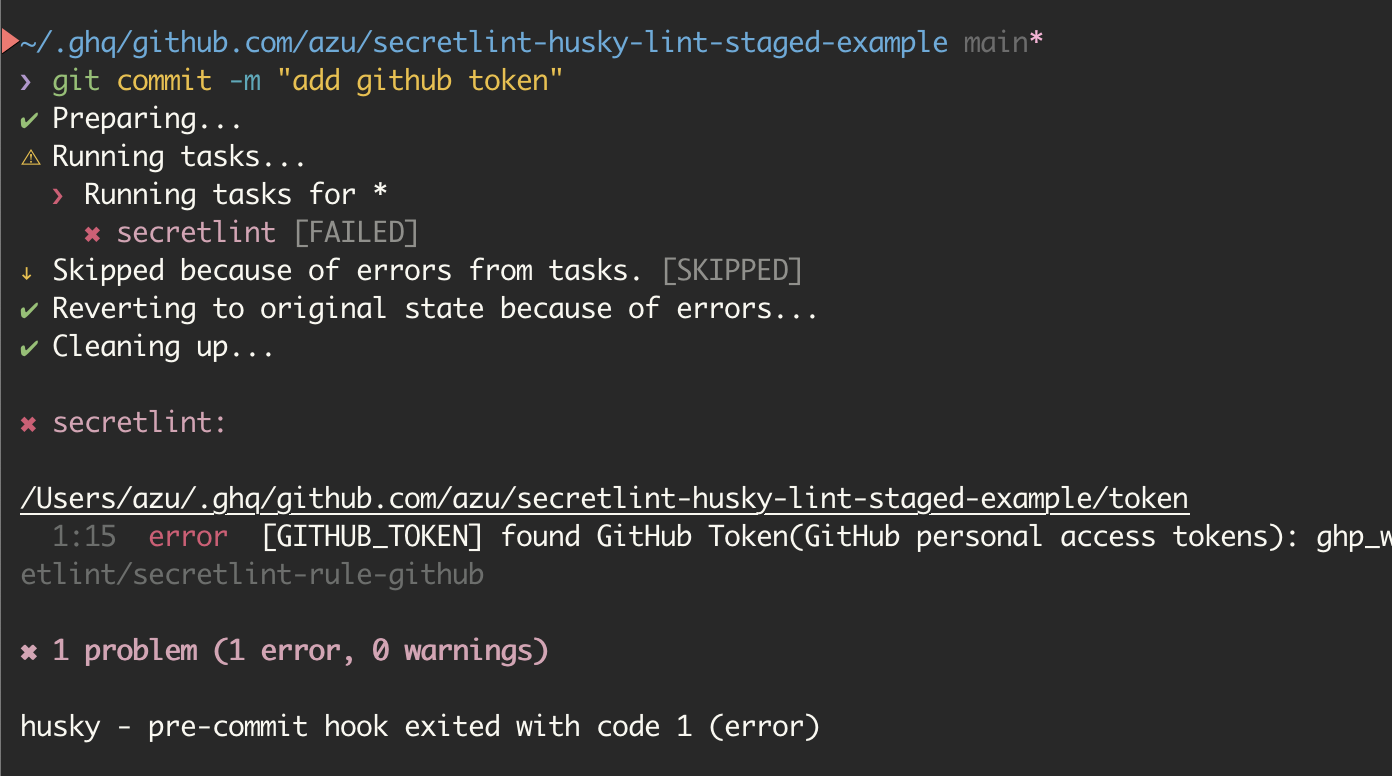 ~/.ghq/github.com/azu/secretlint-husky-lint-staged-example main*
❯ git commit -m "add github token"
✔ Preparing...
⚠ Running tasks...
❯ Running tasks for *
✖ secretlint [FAILED]
↓ Skipped because of errors from tasks. [SKIPPED]
✔ Reverting to original state because of errors...
✔ Cleaning up...
✖ secretlint:
/Users/azu/.ghq/github.com/azu/secretlint-husky-lint-staged-example/token
1:15 error [GITHUB_TOKEN] found GitHub Token(GitHub personal access tokens): ghp_w
etlint/secretlint-rule-github
✖ 1 problem (1 error, 0 warnings)
husky - pre-commit hook exited with code 1 (error)